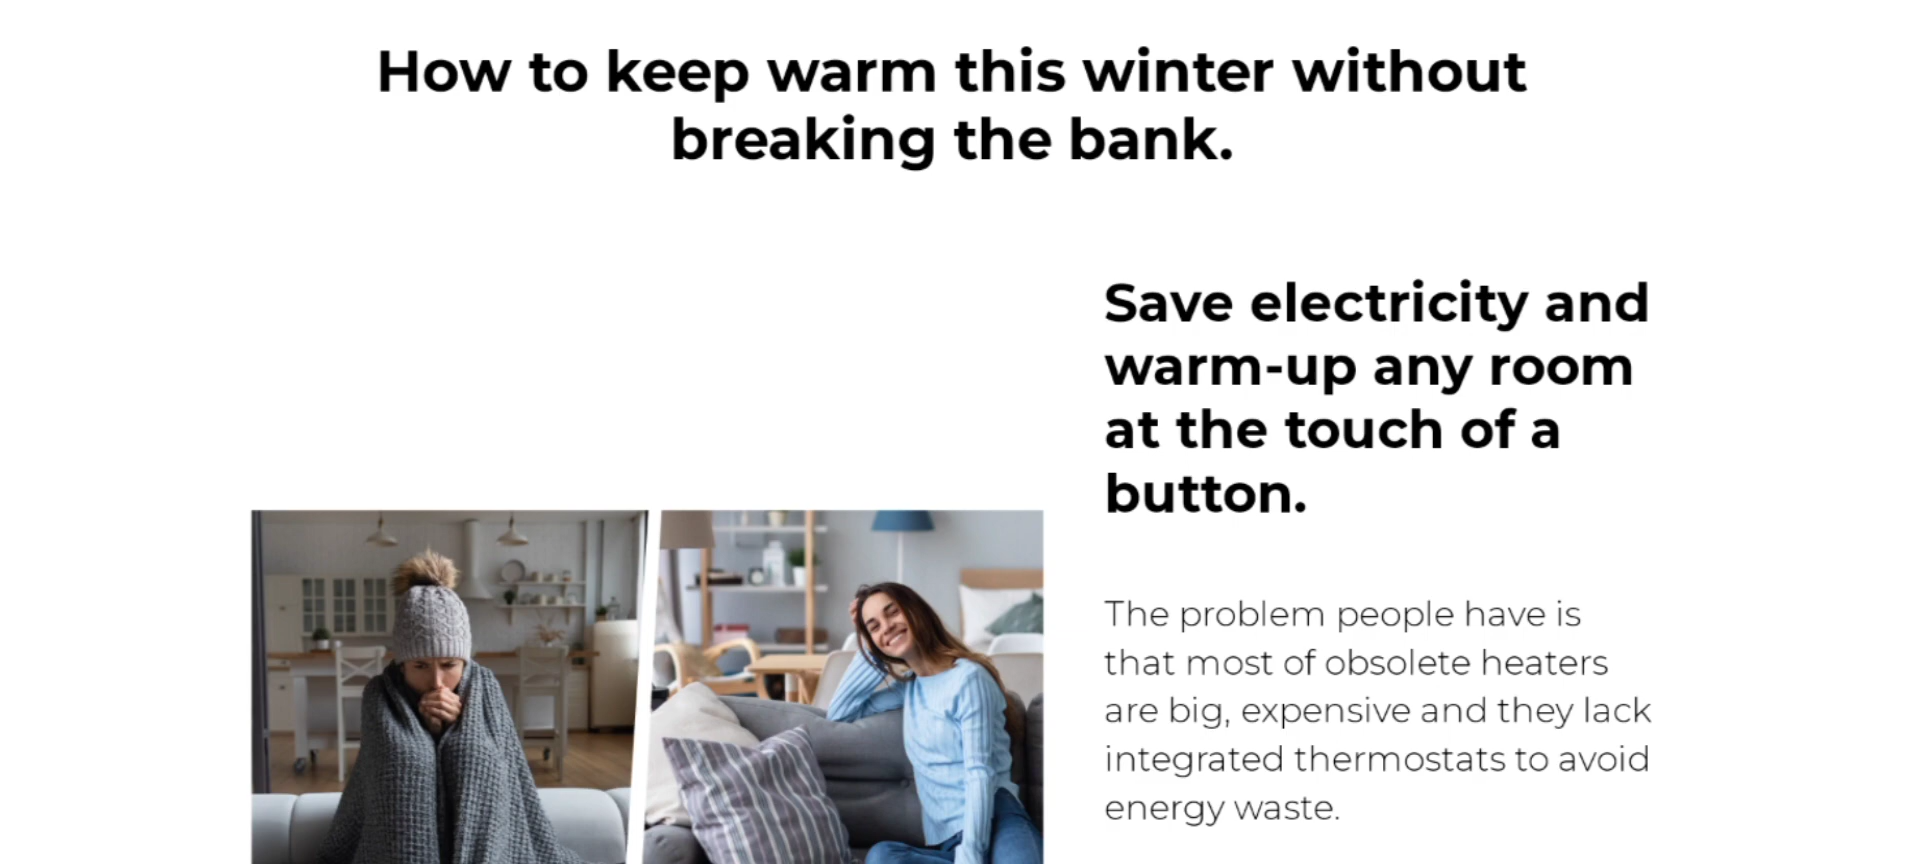 How to keep warm this winter without
breaking the bank.
Save electricity and
warm-up any room
at the touch of a
button.
The problem people have is
that most of obsolete heaters
are big, expensive and they lack
integrated thermostats to avoid
energy waste.